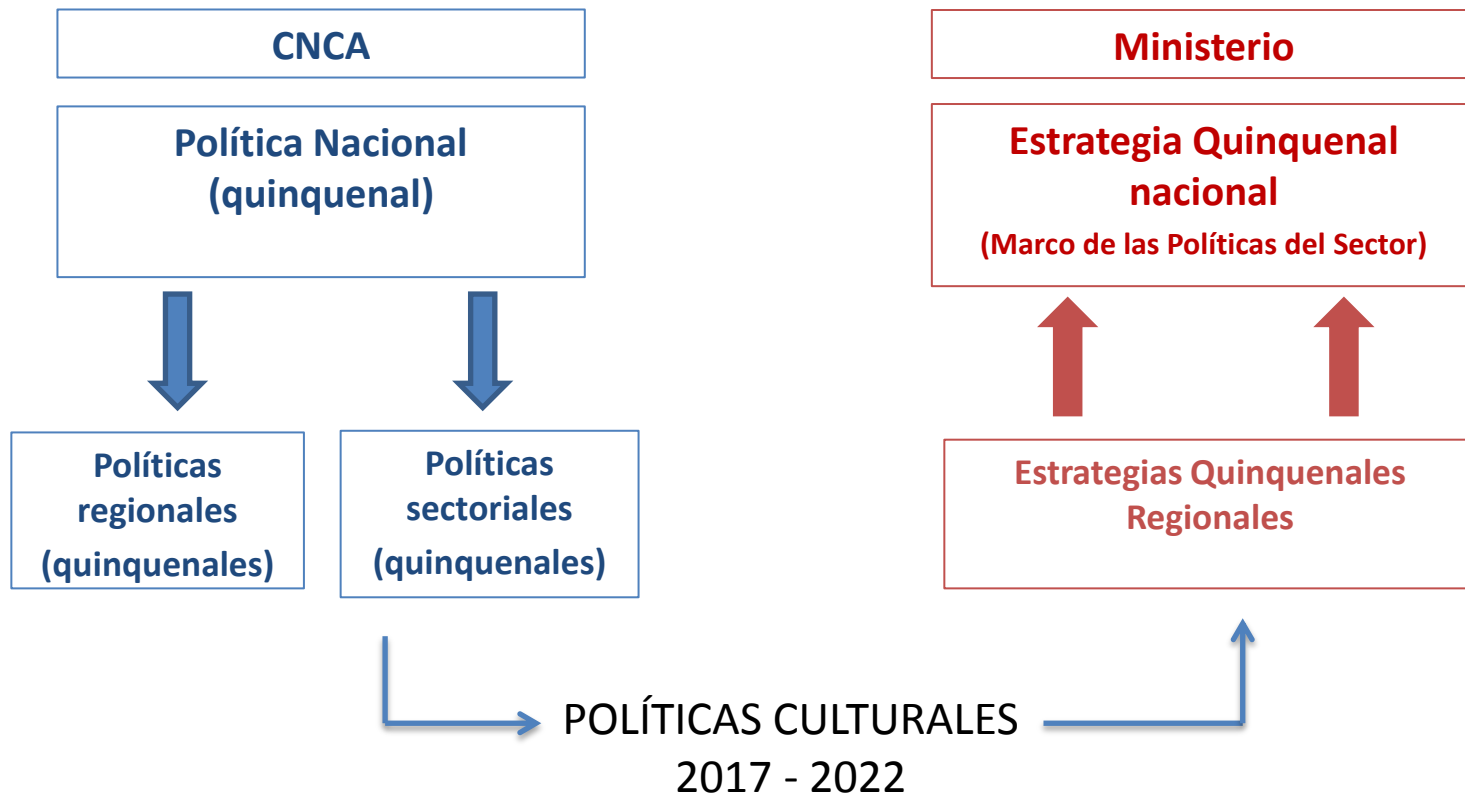 CNCA
Política Nacional
(quinquenal)
Políticas
regionales
(quinquenales)
Políticas
sectoriales
(quinquenales)
Ministerio
Estrategia Quinquenal
nacional
(Marco de las Políticas del Sector)
Estrategias Quinquenales
Regionales
POLÍTICAS CULTURALES
2017 - 2022